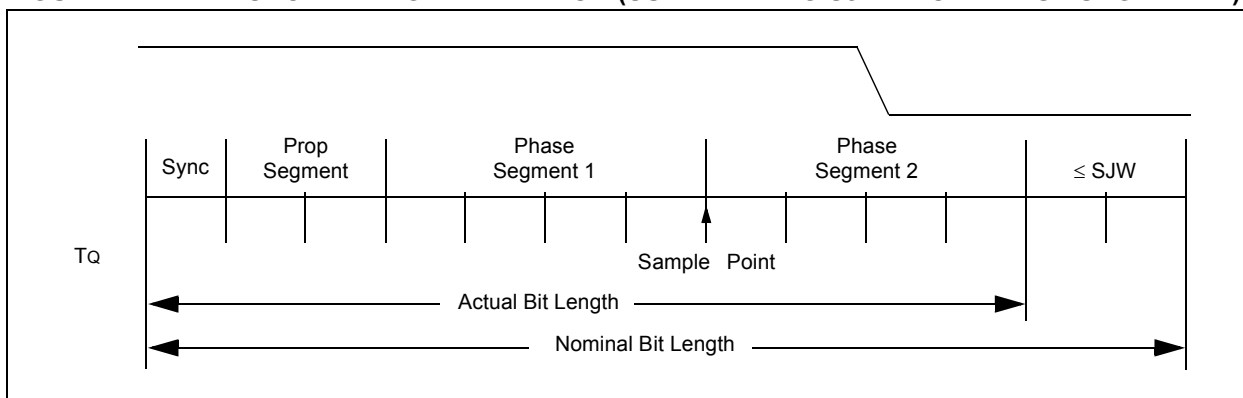 Sync
Prop
Segment
Phase
Segment 1
Phase
Segment 2
≤ SJW
TQ
Sample Point
Actual Bit Length
Nominal Bit Length